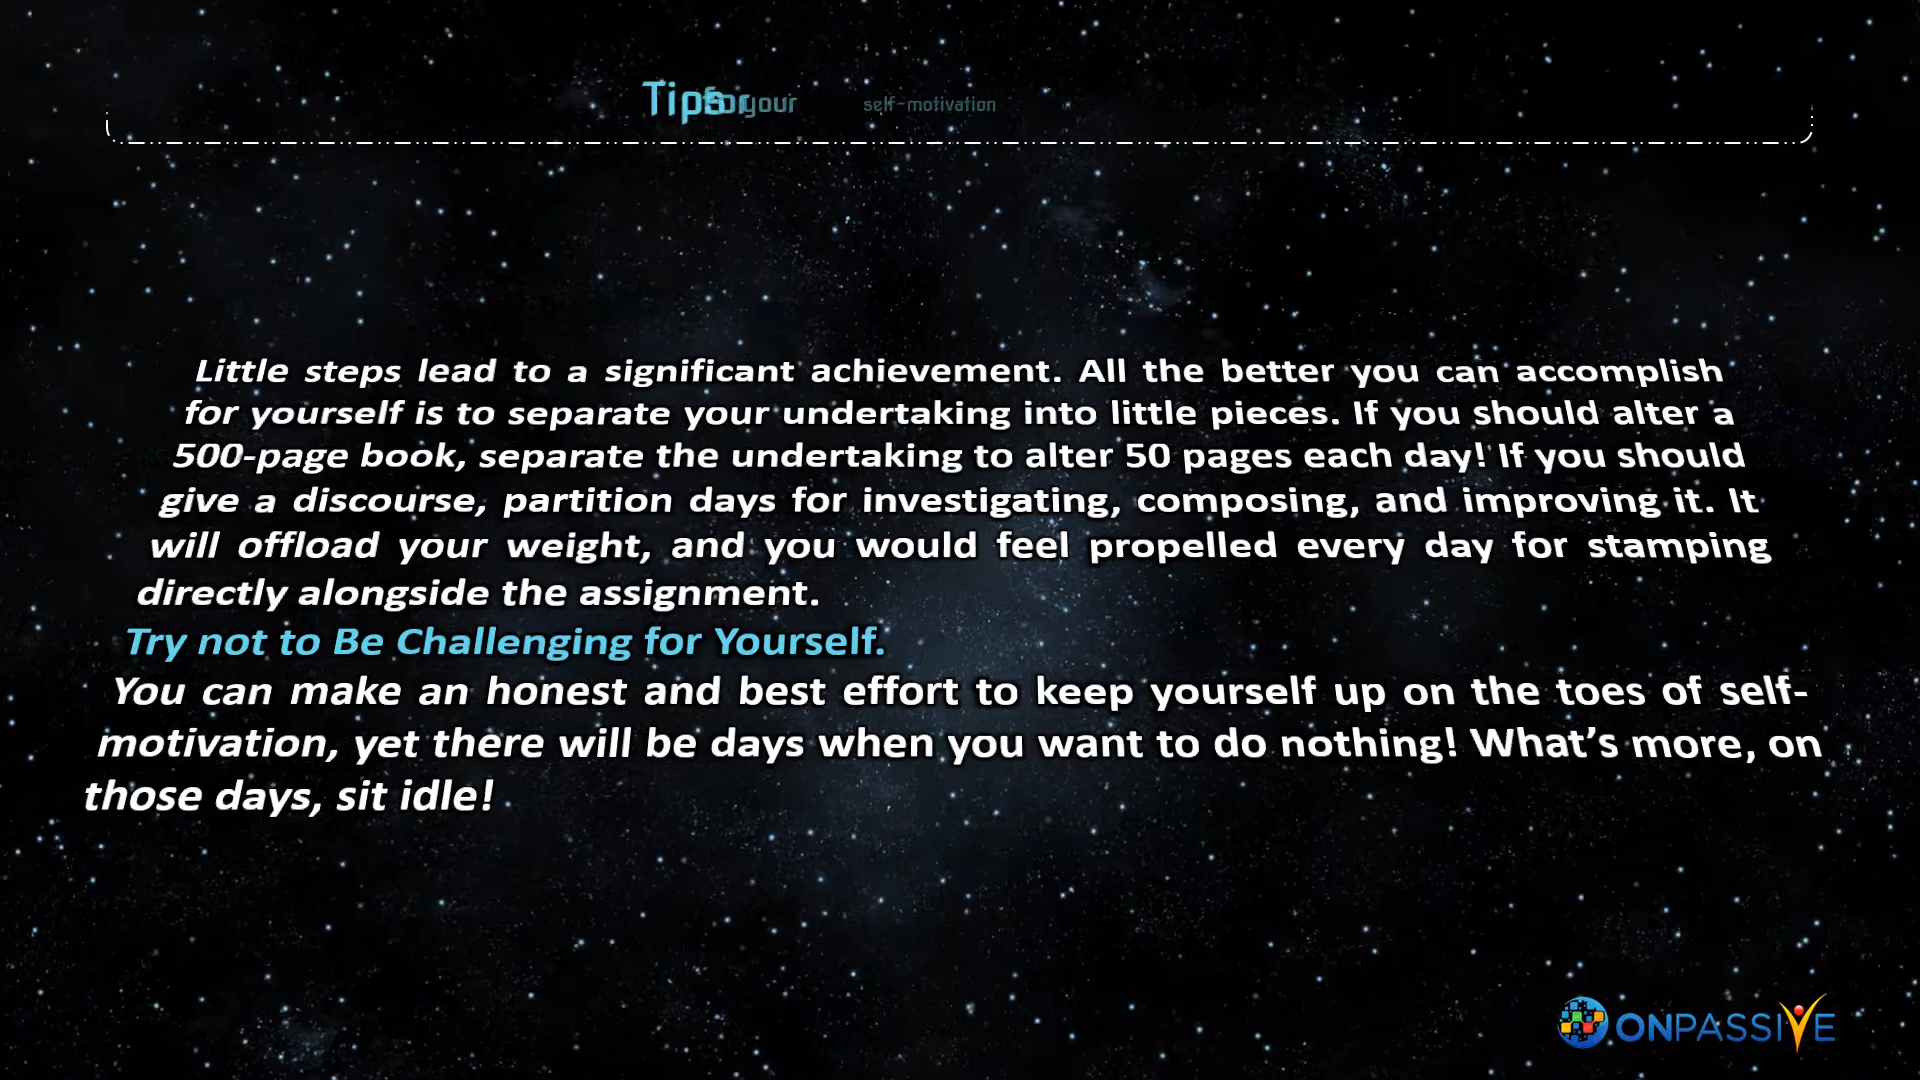 Tips for your self-motivation
Little steps lead to a significant achievement. All the better you can accomplish
for yourself is to separate your undertaking into little pieces. If you should alter a
500-page book, separate the undertaking to alter 50 pages each day! If you should
give a discourse, partition days for investigating, composing, and improving it. It
will offload your weight, and you would feel propelled every day for stamping
directly alongside the assignment.
Try not to Be Challenging for Yourself.
You can make an honest and best effort to keep yourself up on the toes of self-
motivation, yet there will be days when you want to do nothing! What's more, on
those days, sit idle!
ONPASSIVE